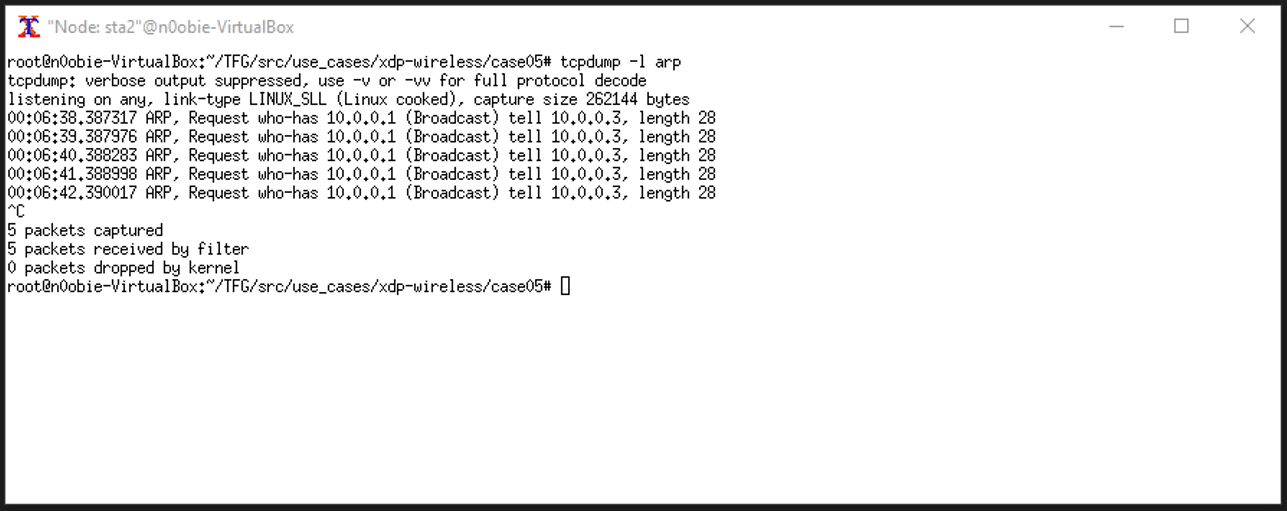 "Node: sta2"@n0obie-VirtualBox
root@n0obie-VirtualBox:~/TFG/src/use_cases/xdp-wireless/case05# tcpdump -l arp
tcpdump: verbose output suppressed, use -v or -vv for full protocol decode
listening on any, link-type LINUX_SLL (Linux cooked), capture size 262144 bytes
00:06:38.387317 ARP, Request who-has 10.0.0.1 (Broadcast) tell 10.0.0.3, length 28
00:06:39.387976 ARP, Request who-has 10.0.0.1 (Broadcast) tell 10.0.0.3, length 28
00:06:40.388283 ARP, Request who-has 10.0.0.1 (Broadcast) tell 10.0.0.3, length 28
00:06:41.388998 ARP, Request who-has 10.0.0.1 (Broadcast) tell 10.0.0.3, length 28
00:06:42.390017 ARP, Request who-has 10.0.0.1 (Broadcast) tell 10.0.0.3, length 28
^C
5 packets captured
5 packets received by filter
0 packets dropped by kernel
root@n0obie-VirtualBox:~/TFG/src/use_cases/xdp-wireless/case05#